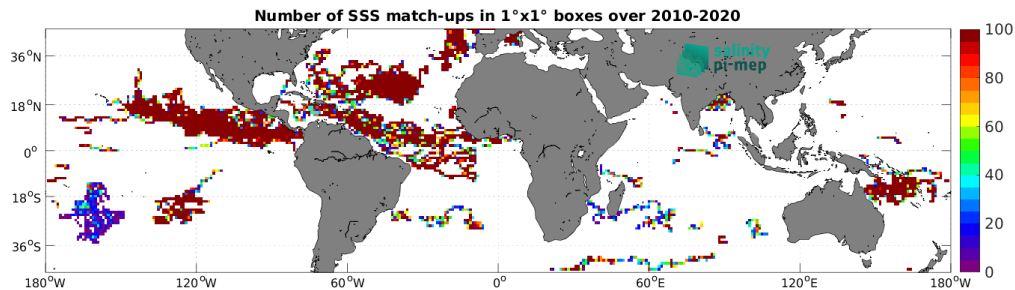 Number of SSS match-ups in 1°x1° boxes over 2010-2020
36°N
18°N
0°
18°S
36°S
180°W
120°W
60°W
0°
60°E
120°E
180°W
salinity
pi-mep
100
80
60
40
20
0